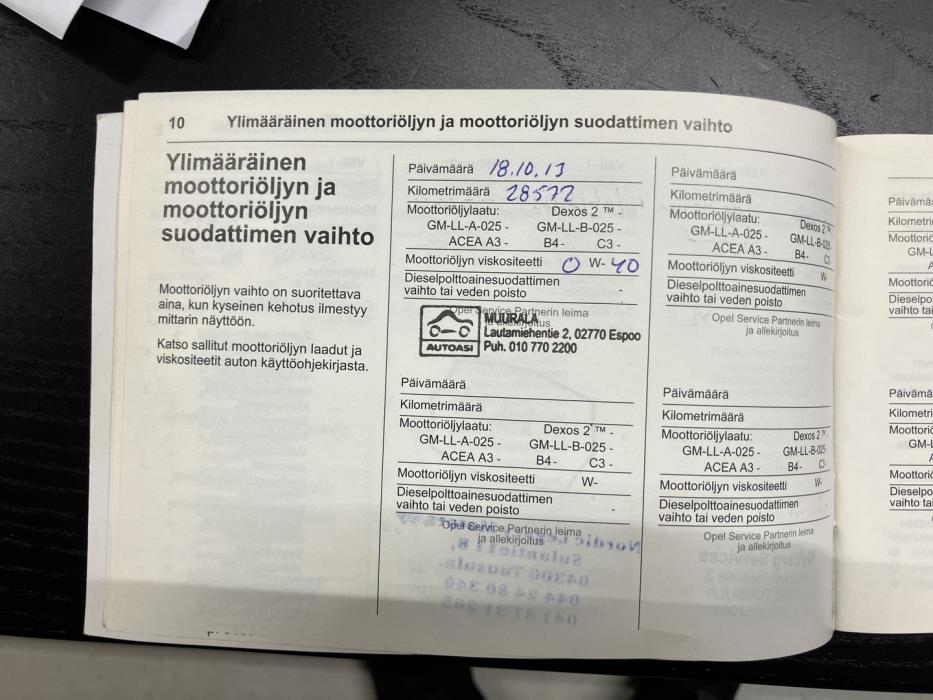 10 Ylimääräinen moottoriöljyn ja moottoriöljyn suodattimen vaihto
Ylimääräinen
moottoriöljyn ja
moottoriöljyn
suodattimen vaihto
Moottoriöljyn vaihto on suoritettava
aina, kun kyseinen kehotus ilmestyy
mittarin näyttöön.
Katso sallitut moottoriöljyn laadut ja
viskositeetit auton käyttöohjekirjasta.
Päivämäärä 18.10.13
Kilometrimäärä 28572
Moottoriöljylaatu: Dexos 2 ™ -
GM-LL-A-025 - GM-LL-B-025 -
ACEA A3 - B4- C3 -
Moottoriöljyn viskositeetti 0 W- 40
Dieselpolttoainesuodattimen
vaihto tai veden poisto -
Opel Service Partnerin leima
ja allekirjoitus
MUURALA
Lautamiehentie 2, 02770 Espoo
Puh. 010 770 2200
AUTOASI
Päivämäärä
Kilometrimäärä
Moottoriöljylaatu: Dexos 2 ™ -
GM-LL-A-025 - GM-LL-B-025 -
ACEA A3 - B4- C3 -
Moottoriöljyn viskositeetti W-
Dieselpolttoainesuodattimen
vaihto tai veden poisto -
Opel Service Partnerin leima
ja allekirjoitus
Päivämäärä
Kilometrimäärä
Moottoriöljylaatu: Dexos 2 ™
GM-LL-A-025 - GM-LL-B-025-
ACEA A3 - B4- C3
Moottoriöljyn viskositeetti W-
Dieselpolttoainesuodattimen
vaihto tai veden poisto
Opel Service Partnerin leima
ja allekirjoitus
Päivämäärä
Kilometrimäärä
Moottoriöljylaatu: Dexos 2 ™
GM-LL-A-025 - GM-LL-B-025-
ACEA A3 - B4- C3
Moottoriöljyn viskositeetti W-
Dieselpolttoainesuodattimen
vaihto tai veden poisto
Opel Service Partnerin leima
ja allekirjoitus